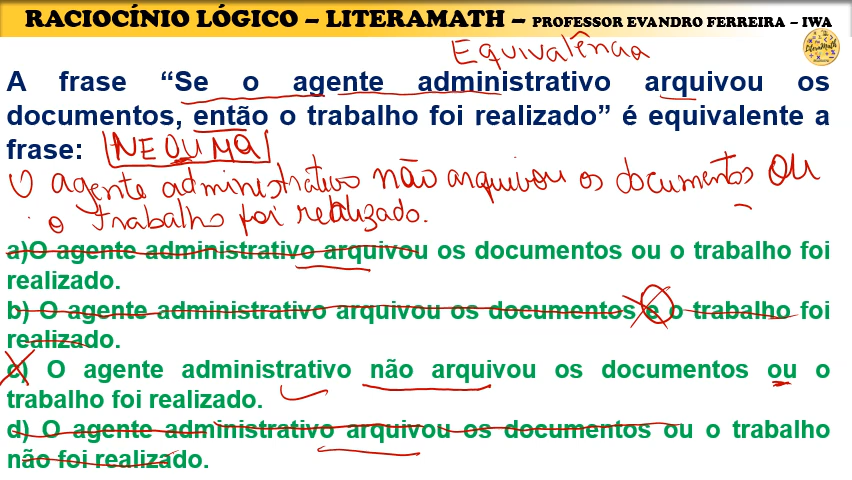 RACIOCÍNIO LÓGICO – LITERAMATH – PROFESSOR EVANDRO FERREIRA – IWA
LiteraMath
Equivalência
A frase “Se o agente administrativo arquivou os
documentos, então o trabalho foi realizado” é equivalente a
frase: NEOUMA
O agente administrativo não arquivou os documentos ou
o trabalho foi realizado.
a)O agente administrativo arquivou os documentos ou o trabalho foi
realizado.
b) O agente administrativo arquivou os documentos e o trabalho foi
realizado.
c) O agente administrativo não arquivou os documentos ou o
trabalho foi realizado.
d) O agente administrativo arquivou os documentos ou o trabalho
não foi realizado.